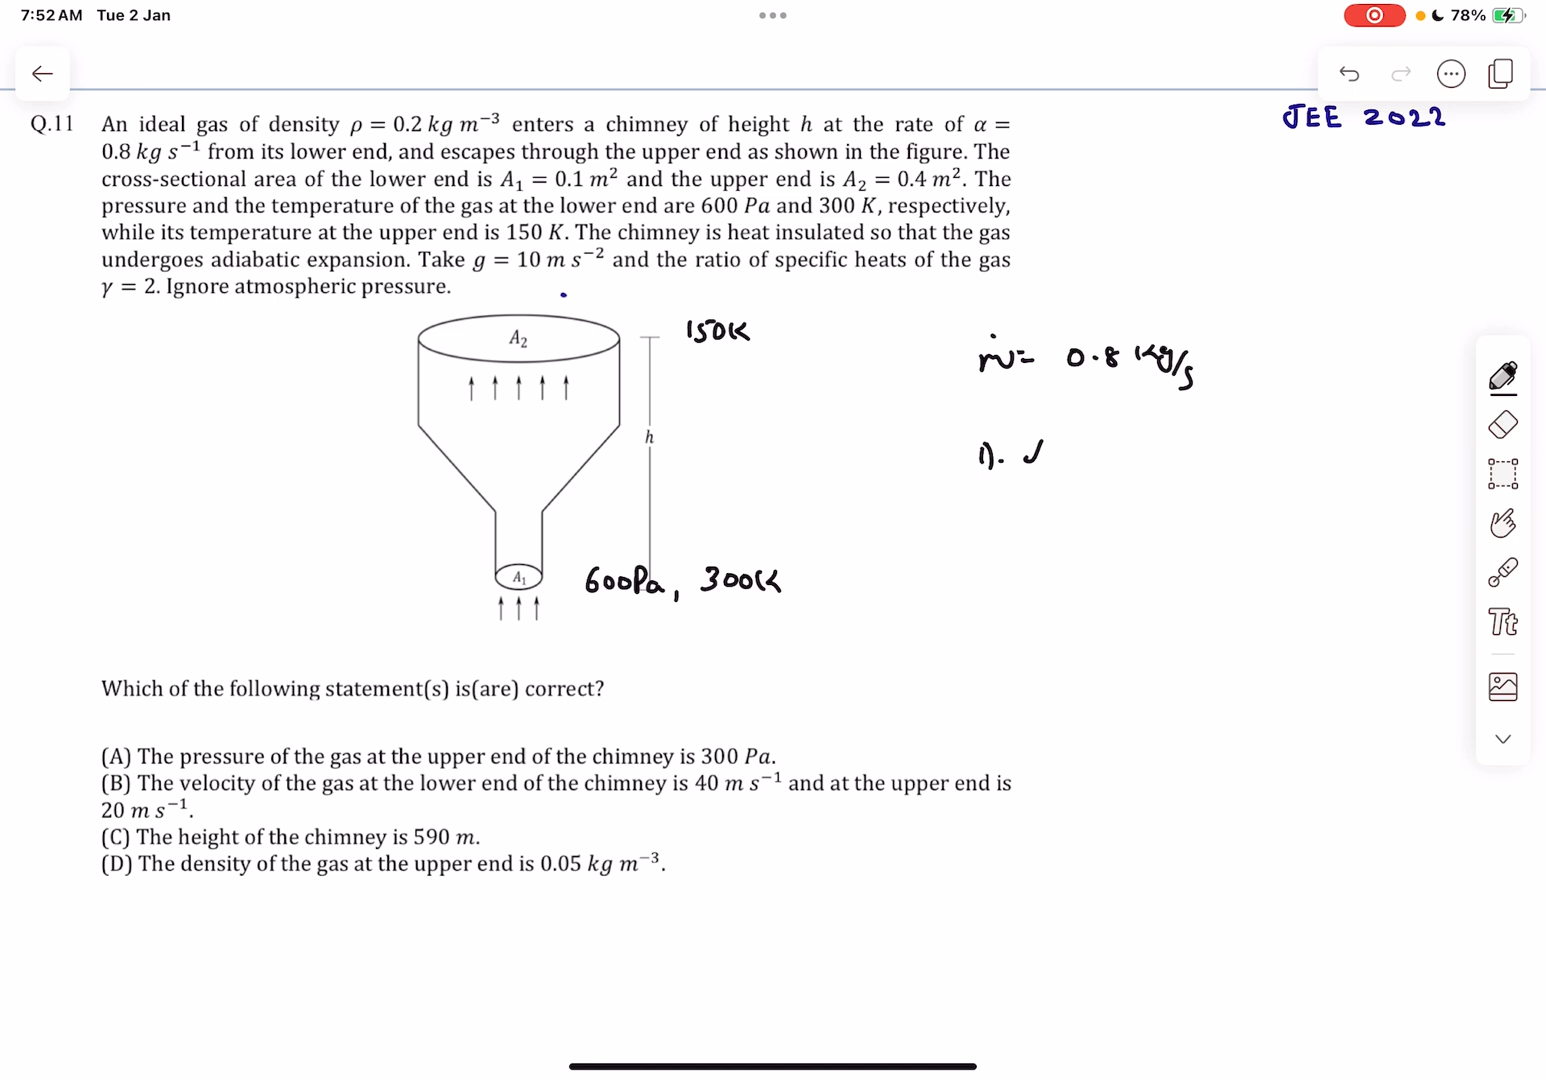 7:52 AM Tue 2 Jan
78%
JEE 2022
Q.11 An ideal gas of density ρ = 0.2 kg m⁻³ enters a chimney of height h at the rate of α =
0.8 kg s⁻¹ from its lower end, and escapes through the upper end as shown in the figure. The
cross-sectional area of the lower end is A₁ = 0.1 m² and the upper end is A₂ = 0.4 m². The
pressure and the temperature of the gas at the lower end are 600 Pa and 300 K, respectively,
while its temperature at the upper end is 150 K. The chimney is heat insulated so that the gas
undergoes adiabatic expansion. Take g = 10 m s⁻² and the ratio of specific heats of the gas
γ = 2. Ignore atmospheric pressure.
A₂
150K
ṁ = 0.8 Kg/s
h
1).
A₁
600Pa, 300K
Which of the following statement(s) is(are) correct?
(A) The pressure of the gas at the upper end of the chimney is 300 Pa.
(B) The velocity of the gas at the lower end of the chimney is 40 m s⁻¹ and at the upper end is
20 m s⁻¹.
(C) The height of the chimney is 590 m.
(D) The density of the gas at the upper end is 0.05 kg m⁻³.
Tt